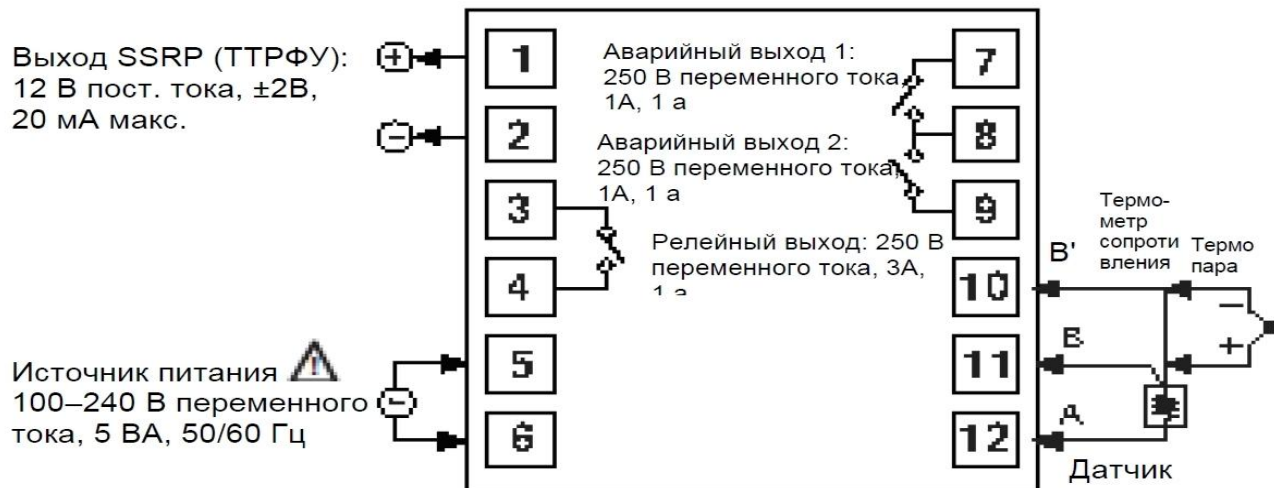 Выход SSRP (ТТРФУ):
12 В пост. тока, ±2В,
20 мА макс.
+
−
1
2
3
4
5
6
Источник питания
100–240 В переменного
тока, 5 ВА, 50/60 Гц
Аварийный выход 1:
250 В переменного тока
1А, 1 а
Аварийный выход 2:
250 В переменного тока,
1А, 1 а
Релейный выход: 250 В
переменного тока, 3А,
1 а
7
8
9
10
11
12
B'
B
A
Термо-
метр
сопроти
вления
Термо
пара
−
+
Датчик